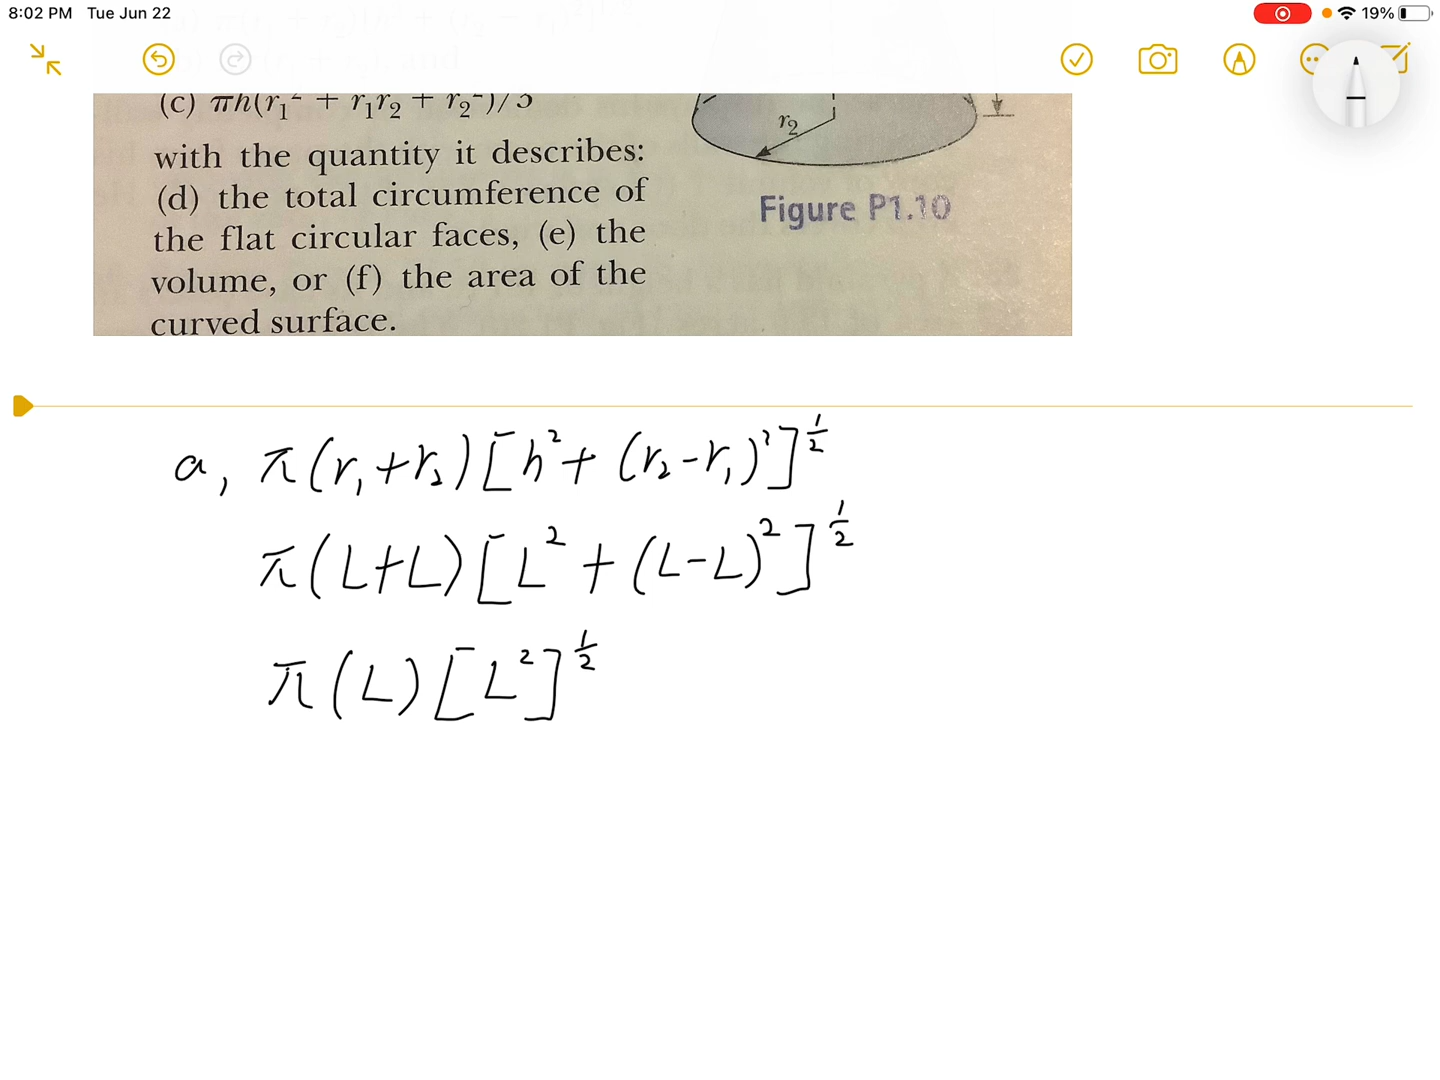 8:02 PM Tue Jun 22 19%
(c) πh(r₁² + r₁r₂ + r₂²)/3
with the quantity it describes:
(d) the total circumference of
the flat circular faces, (e) the
volume, or (f) the area of the
curved surface.
r₂
Figure P1.10
a, π(r₁+r₂)[h²+(r₂-r₁)²]^½
π(L+L)[L²+(L-L)²]^½
π(L)[L²]^½